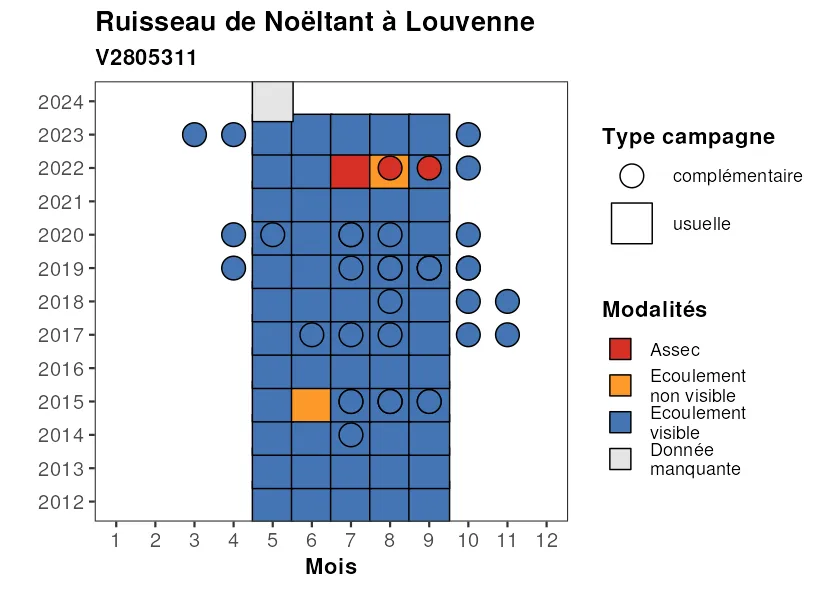 Ruisseau de Noëltant à Louvenne
V2805311
2024
2023
2022
2021
2020
2019
2018
2017
2016
2015
2014
2013
2012
1 2 3 4 5 6 7 8 9 10 11 12
Mois
Type campagne
complémentaire
usuelle
Modalités
Assec
Ecoulement
non visible
Ecoulement
visible
Donnée
manquante